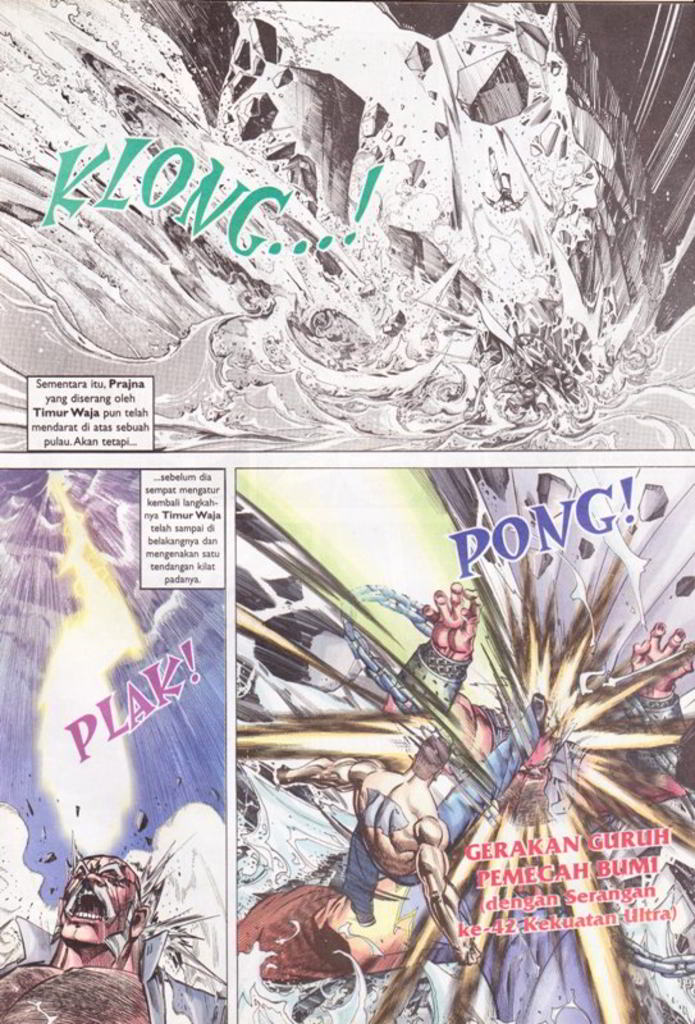 KLONG....!
Sementara itu, Prajna
yang diserang oleh
Timur Waja pun telah
mendarat di atas sebuah
pulau. Akan tetapi...
...sebelum dia
sempat mengatur
kembali langkah-
nya Timur Waja
telah sampai di
belakangnya dan
mengenakan satu
tendangan kilat
padanya.
PLAK!
PONG!
GERAKAN GURUH
PEMECAH BUMI
(dengan Serangan
ke-42 Kekuatan Ultra)